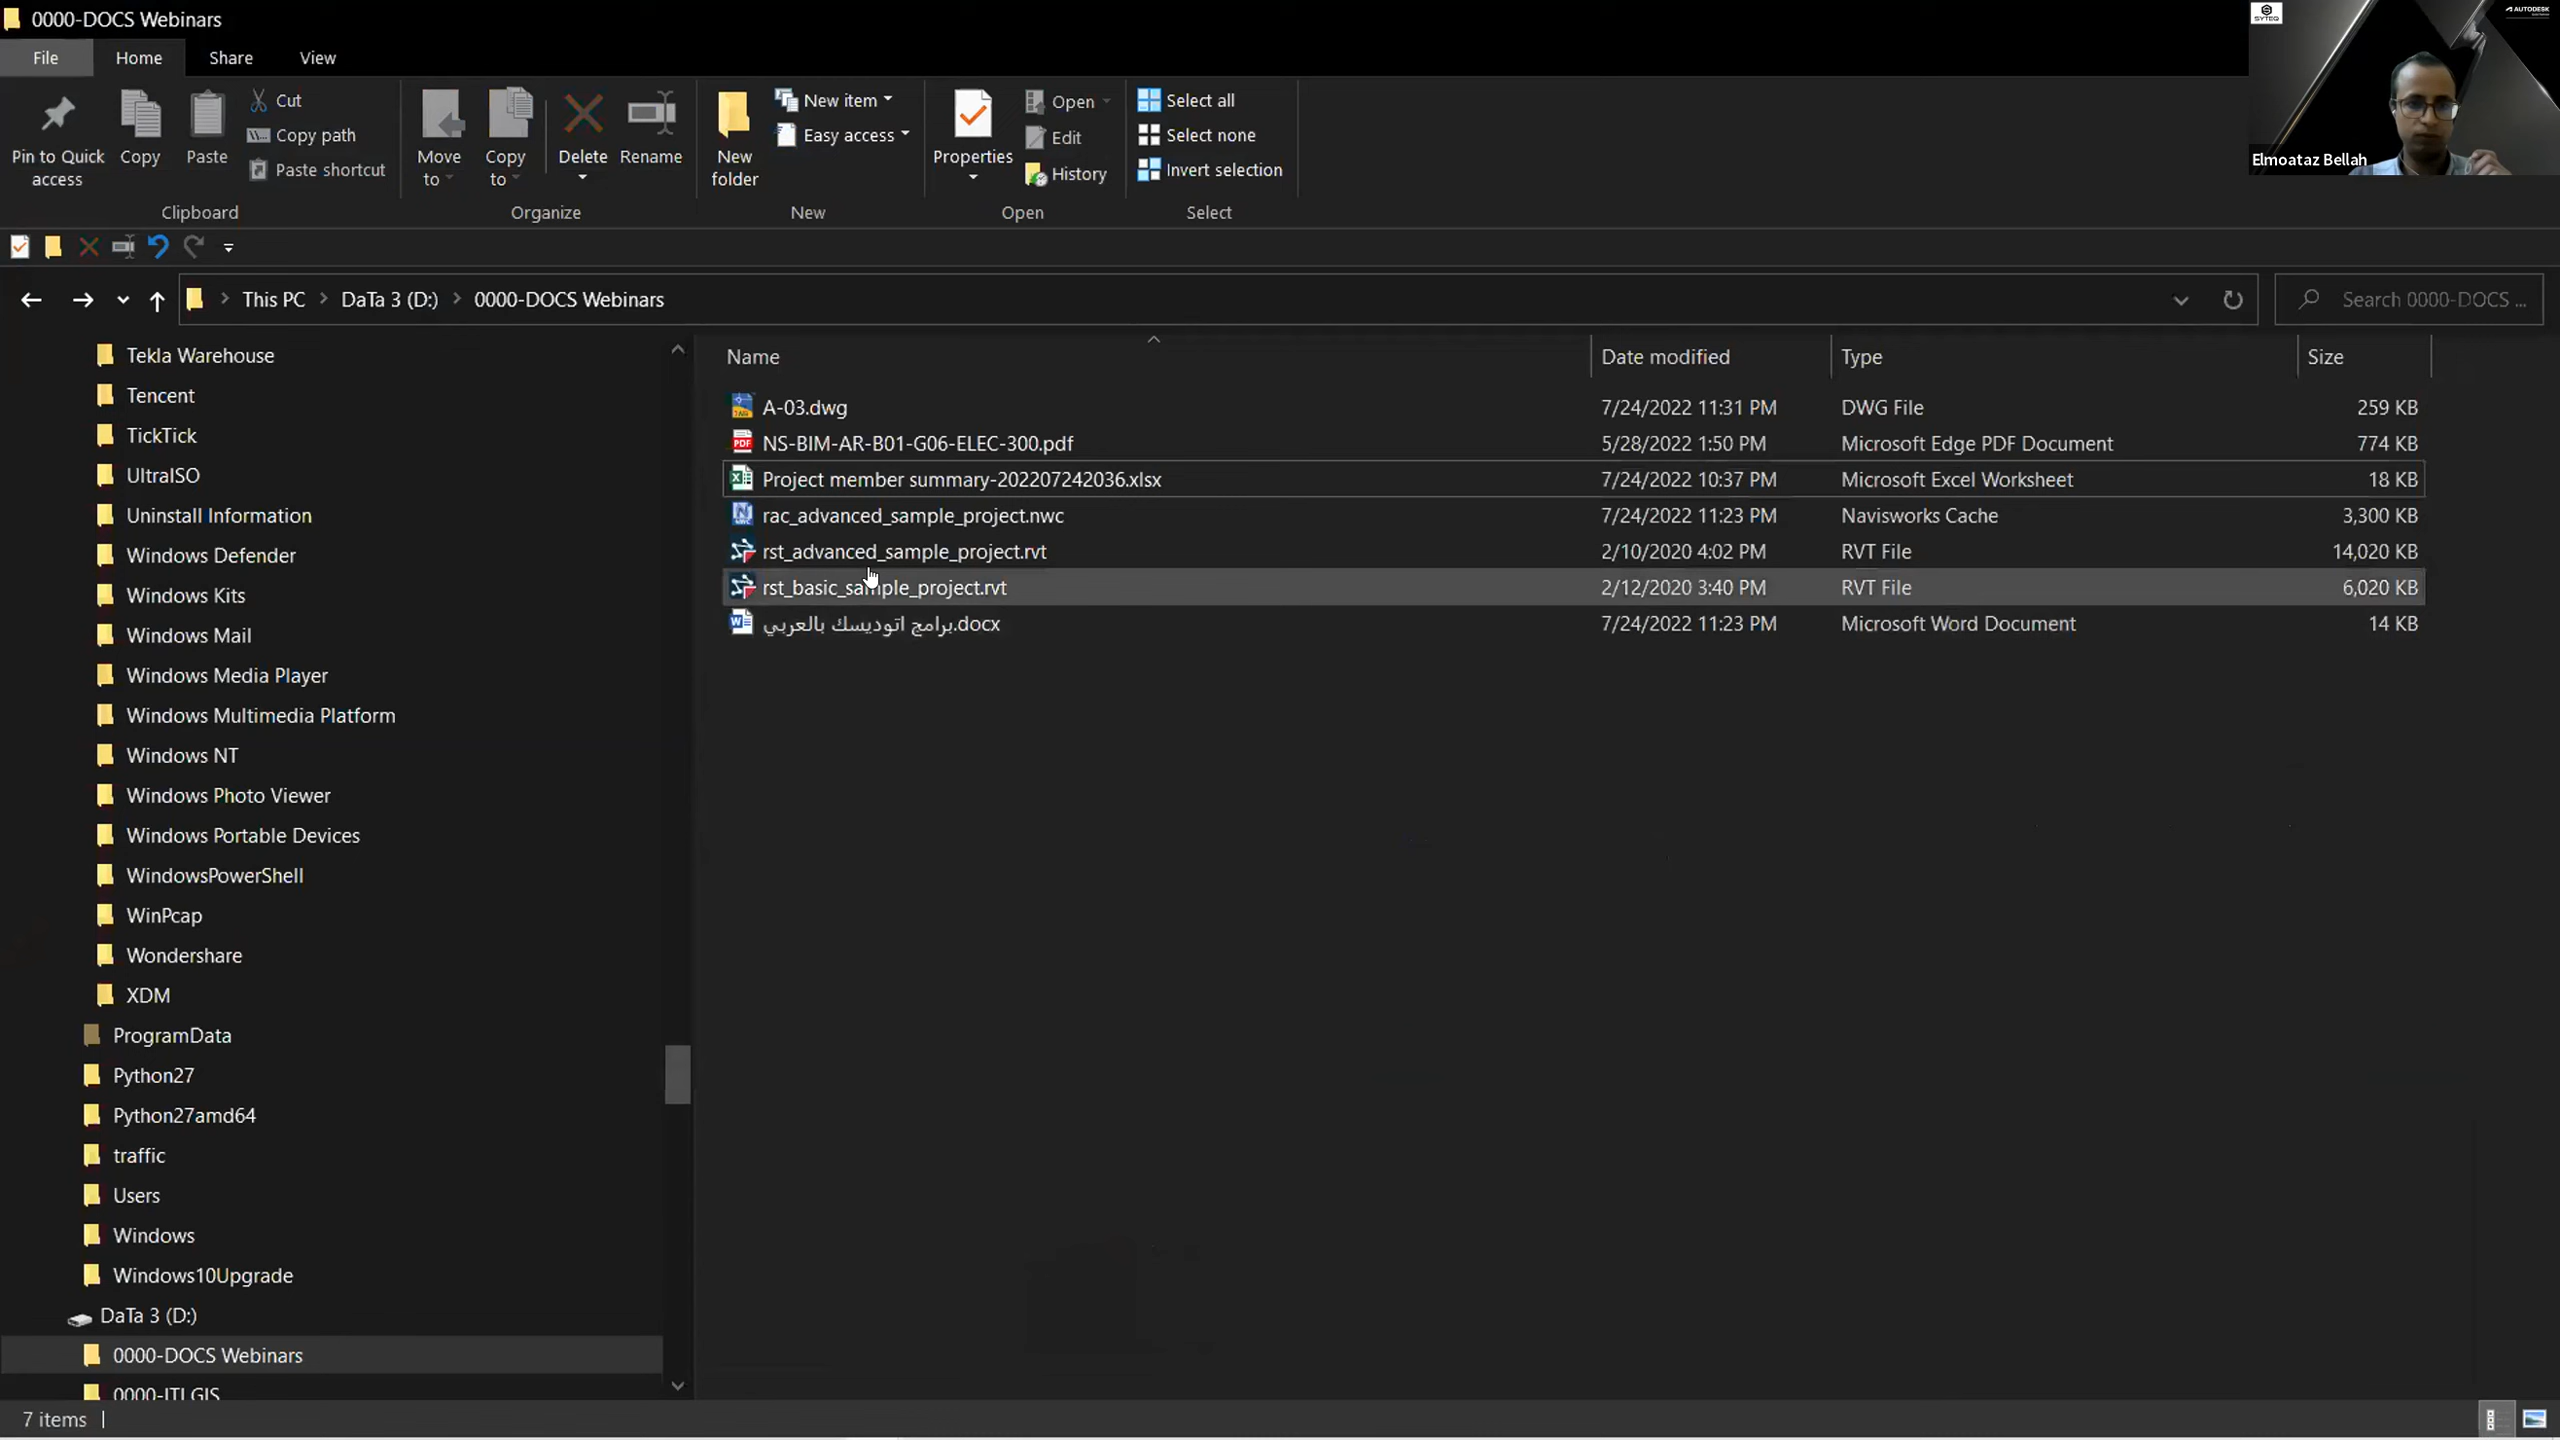 0000-DOCS Webinars
File Home Share View
Pin to Quick access
Copy
Paste
Cut
Copy path
Paste shortcut
Clipboard
Move to
Copy to
Delete
Rename
Organize
New folder
New item
Easy access
New
Properties
Open
Edit
History
Open
Select all
Select none
Invert selection
Select
SYTEQ
AUTODESK
Elmoataz Bellah
This PC DaTa 3 (D:) 0000-DOCS Webinars
Search 0000-DOCS ...
Tekla Warehouse
Tencent
TickTick
UltraISO
Uninstall Information
Windows Defender
Windows Kits
Windows Mail
Windows Media Player
Windows Multimedia Platform
Windows NT
Windows Photo Viewer
Windows Portable Devices
WindowsPowerShell
WinPcap
Wondershare
XDM
ProgramData
Python27
Python27amd64
traffic
Users
Windows
Windows10Upgrade
DaTa 3 (D:)
0000-DOCS Webinars
0000-ITI GIS
Name Date modified Type Size
A-03.dwg 7/24/2022 11:31 PM DWG File 259 KB
NS-BIM-AR-B01-G06-ELEC-300.pdf 5/28/2022 1:50 PM Microsoft Edge PDF Document 774 KB
Project member summary-202207242036.xlsx 7/24/2022 10:37 PM Microsoft Excel Worksheet 18 KB
rac_advanced_sample_project.nwc 7/24/2022 11:23 PM Navisworks Cache 3,300 KB
rst_advanced_sample_project.rvt 2/10/2020 4:02 PM RVT File 14,020 KB
rst_basic_sample_project.rvt 2/12/2020 3:40 PM RVT File 6,020 KB
برامج اتوديسك بالعربي.docx 7/24/2022 11:23 PM Microsoft Word Document 14 KB
7 items